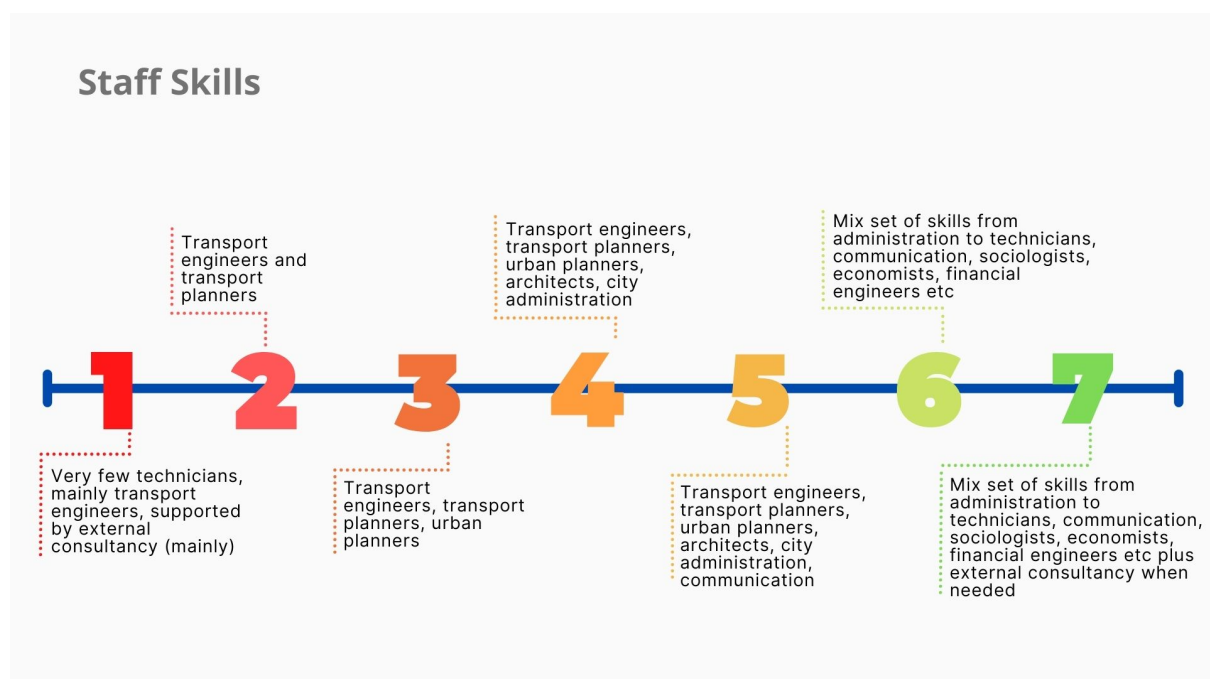 Staff Skills
Transport
engineers and
transport
planners
Transport engineers,
transport planners,
urban planners,
architects, city
administration
Mix set of skills from
administration to technicians,
communication, sociologists,
economists, financial
engineers etc
1
2
3
4
5
6
7
Very few technicians,
mainly transport
engineers, supported
by external
consultancy (mainly)
Transport
engineers, transport
planners, urban
planners
Transport engineers,
transport planners,
urban planners,
architects, city
administration,
communication
Mix set of skills from
administration to
technicians, communication,
sociologists, economists,
financial engineers etc plus
external consultancy when
needed